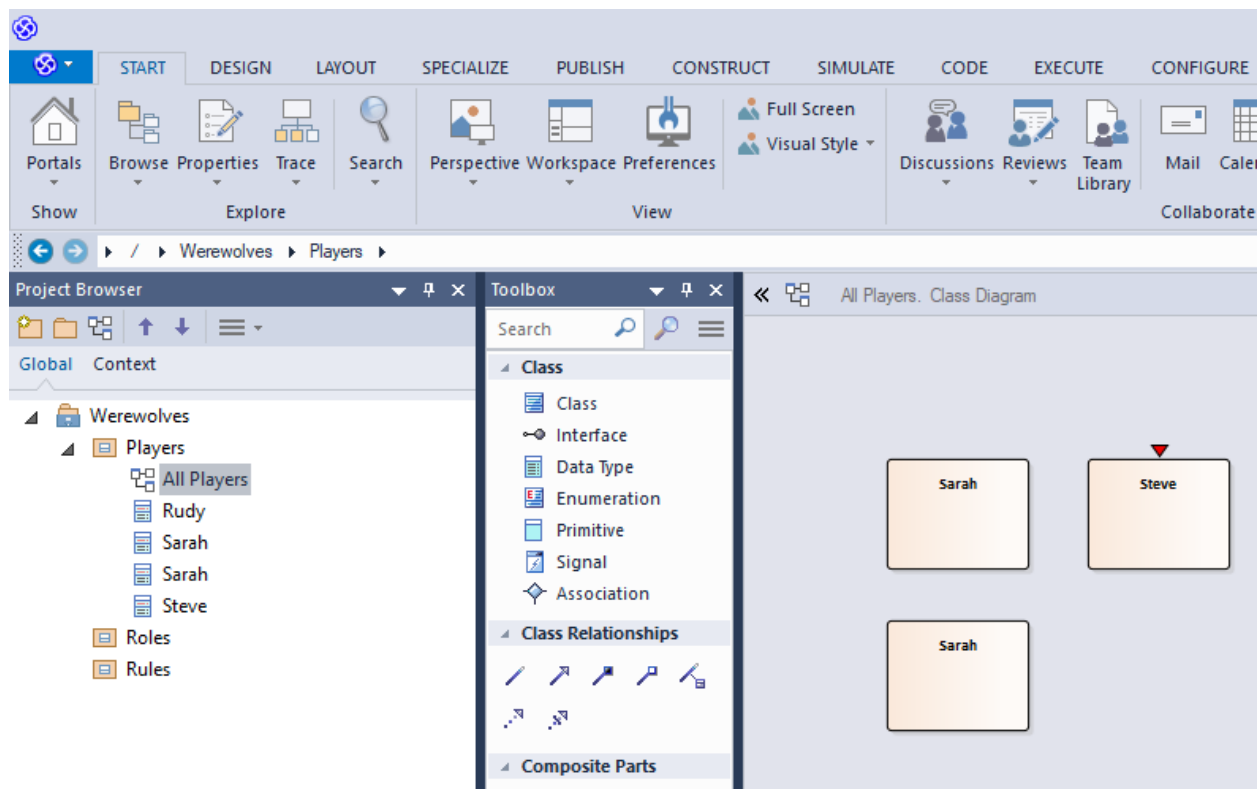 START DESIGN LAYOUT SPECIALIZE PUBLISH CONSTRUCT SIMULATE CODE EXECUTE CONFIGURE
Full Screen
Visual Style
Portals Browse Properties Trace Search Perspective Workspace Preferences Discussions Reviews Team Library Mail
Show Explore View Collaborate
/ Werewolves Players
Project Browser
Global Context
Werewolves
Players
All Players
Rudy
Sarah
Sarah
Steve
Roles
Rules
Toolbox
Search
Class
Class
Interface
Data Type
Enumeration
Primitive
Signal
Association
Class Relationships
Composite Parts
All Players. Class Diagram
Sarah Steve
Sarah